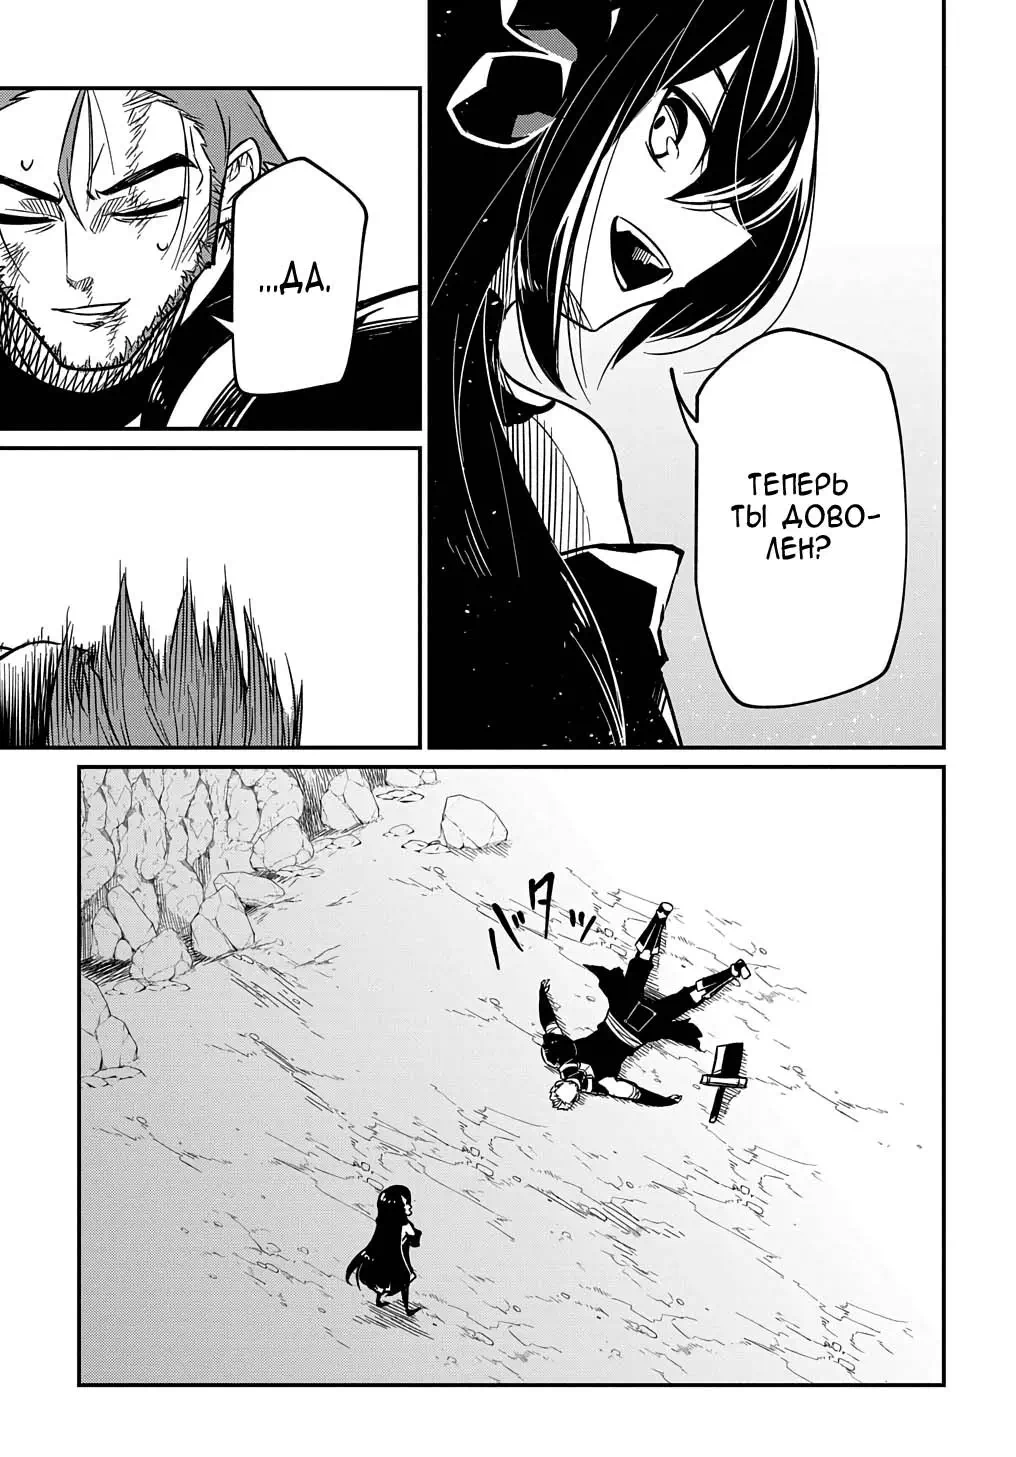 ТЕПЕРЬ
ТЫ ДОВО-
ЛЕН?
...ДА.
バタッ